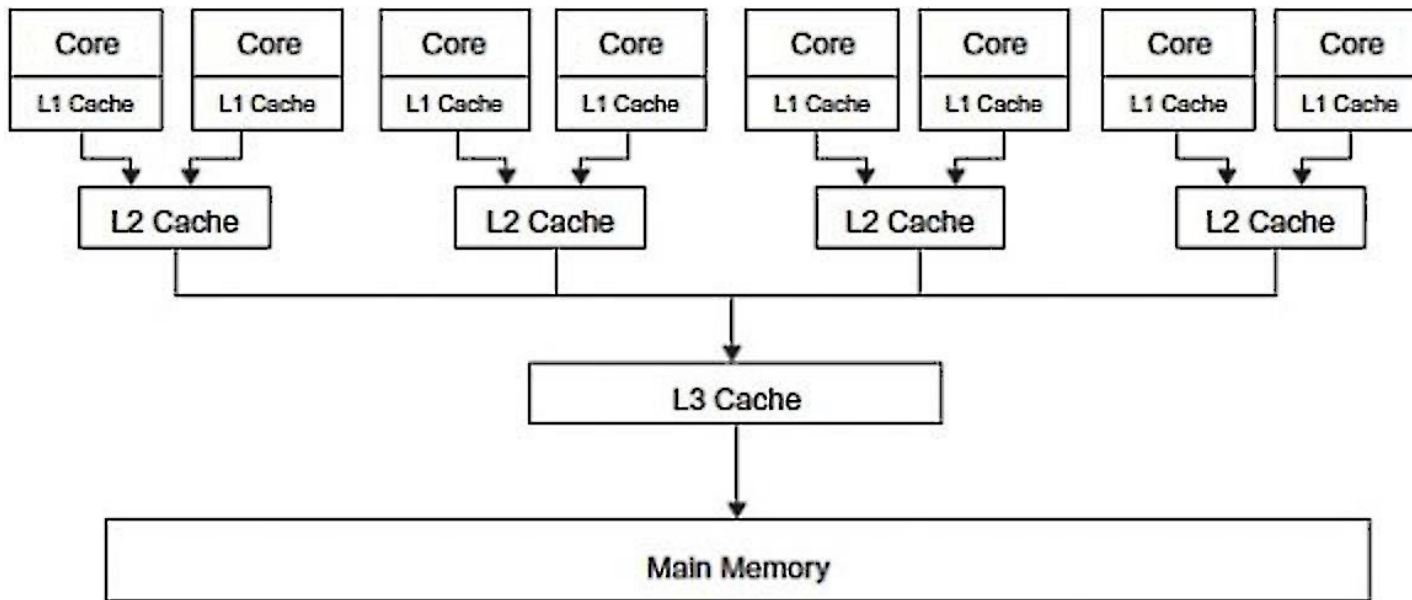 Core Core Core Core Core Core Core Core
L1 Cache L1 Cache L1 Cache L1 Cache L1 Cache L1 Cache L1 Cache L1 Cache
L2 Cache L2 Cache L2 Cache L2 Cache
L3 Cache
Main Memory